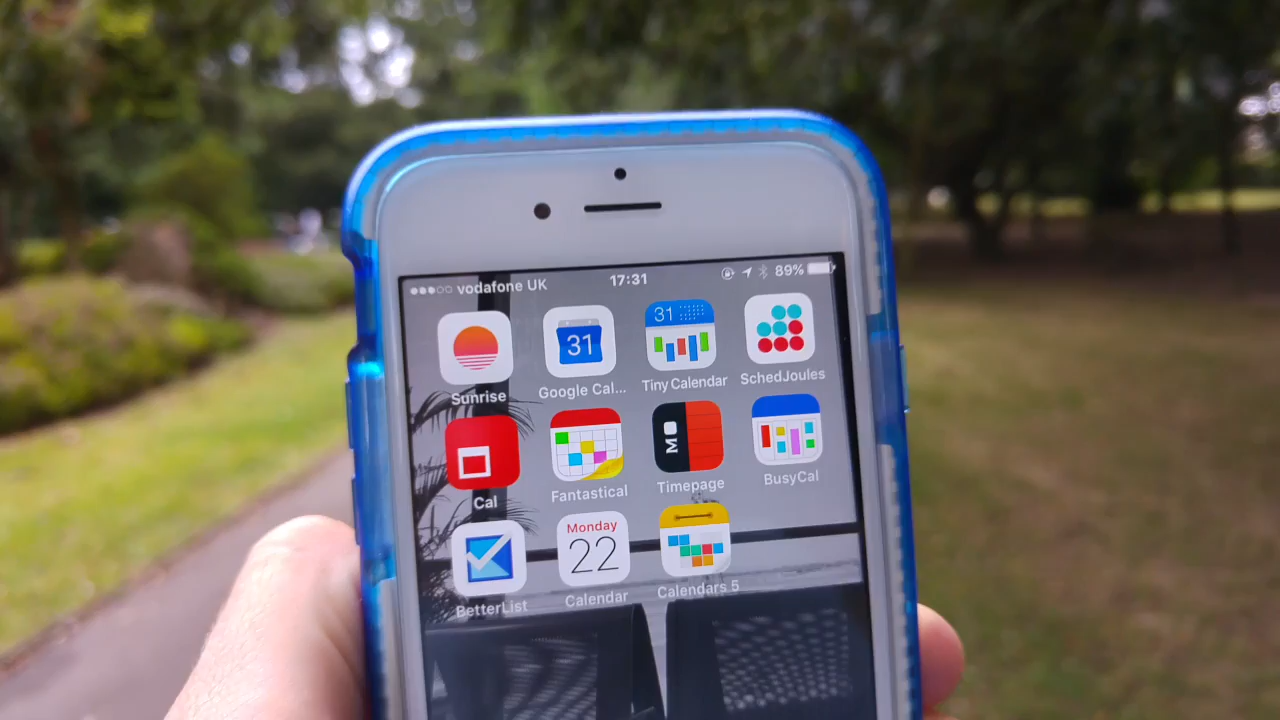 vodafone UK 17:31 89%
31 31
Sunrise Google Cal... Tiny Calendar SchedJoules
MO
Cal Fantastical Timepage BusyCal
Monday
22
BetterList Calendar Calendars 5